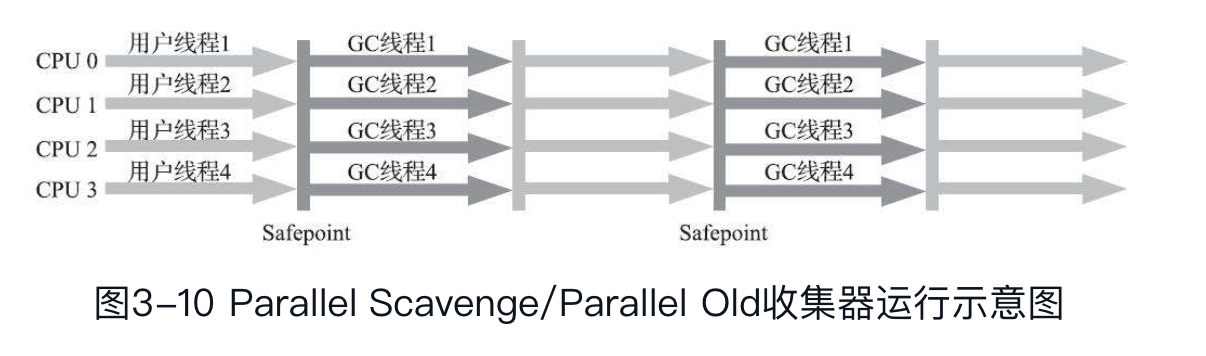 用户线程1 GC线程1 GC线程1
CPU 0
用户线程2 GC线程2 GC线程2
CPU 1
用户线程3 GC线程3 GC线程3
CPU 2
用户线程4 GC线程4 GC线程4
CPU 3
Safepoint Safepoint
图3-10 Parallel Scavenge/Parallel Old收集器运行示意图